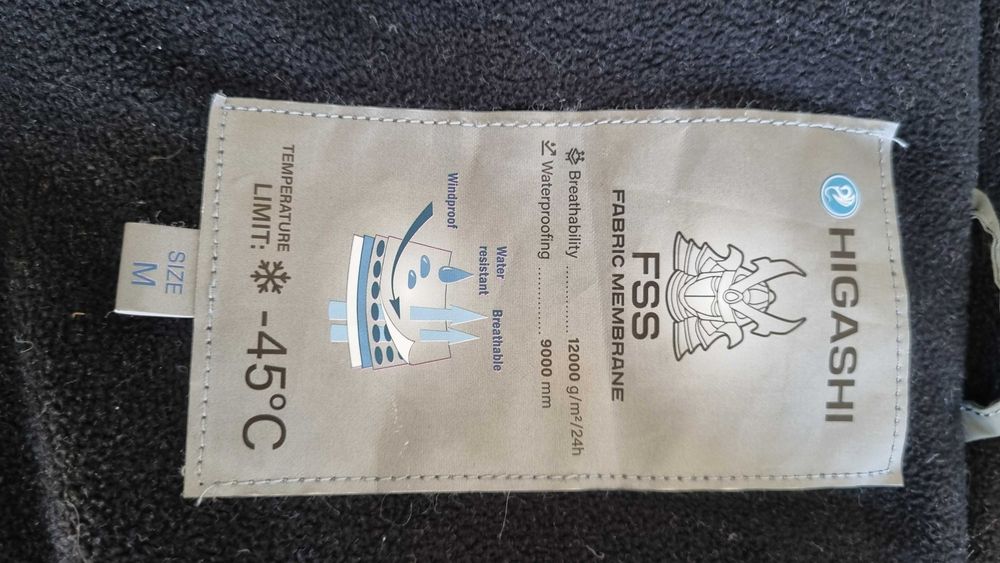 HIGASHI
FSS
FABRIC MEMBRANE
Breathability .............. 12000 g/m²/24h
Waterproofing ............ 9000 mm
Water
resistant
Breathable
Windproof
TEMPERATURE
LIMIT: -45°C
SIZE
M